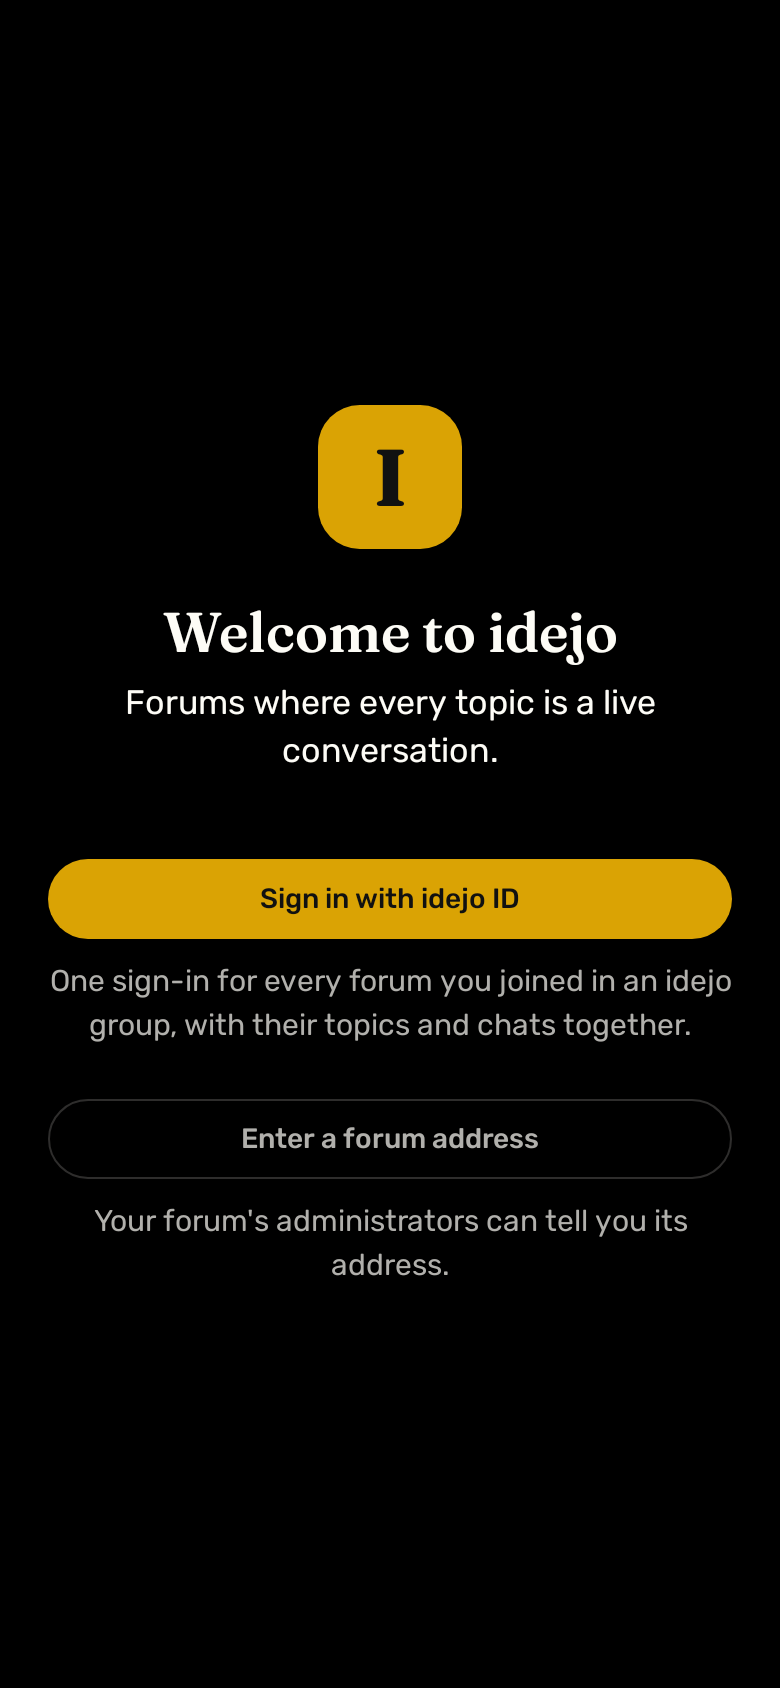 I
Welcome to idejo
Forums where every topic is a live
conversation.
Sign in with idejo ID
One sign-in for every forum you joined in an idejo
group, with their topics and chats together.
Enter a forum address
Your forum's administrators can tell you its
address.